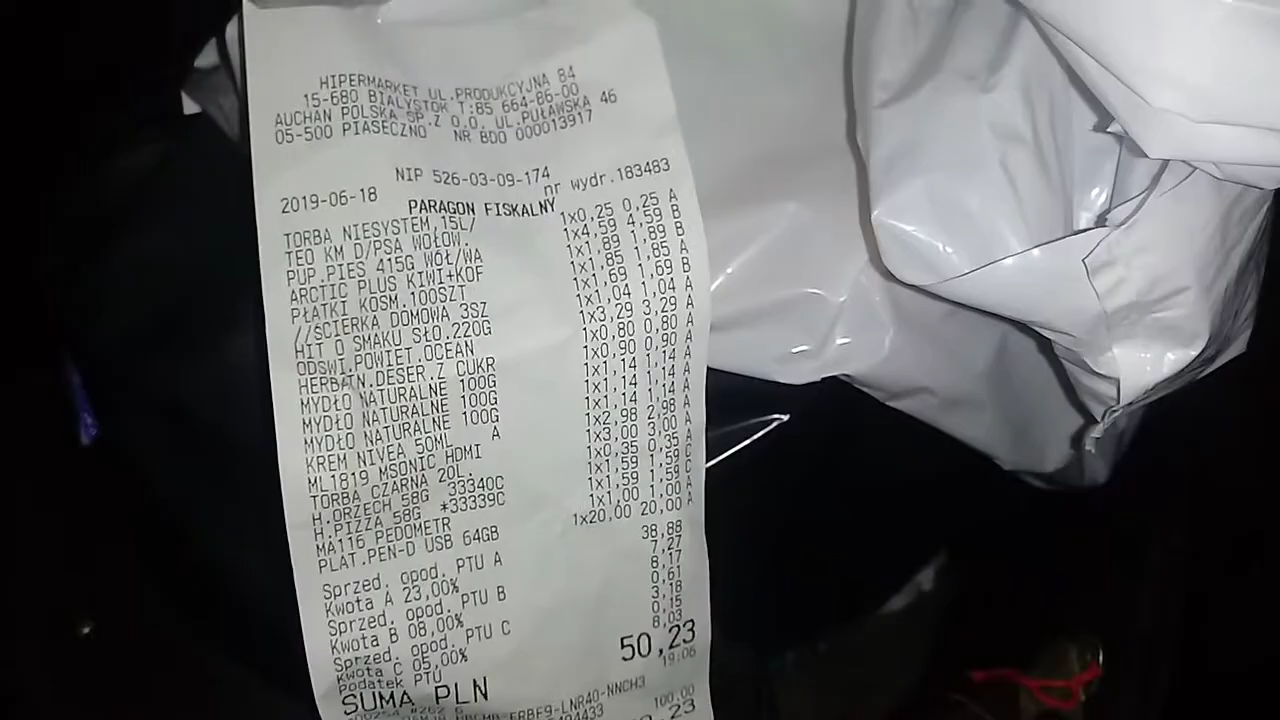 HIPERMARKET UL.PRODUKCYJNA 84
15-680 BIALYSTOK T:85 664-86-00
AUCHAN POLSKA SP.Z O.O. UL.PUŁAWSKA 46
05-500 PIASECZNO NR BDO 000013917
NIP 526-03-09-174
2019-06-18 nr wydr.183483
PARAGON FISKALNY
TORBA NIESYSTEM,15L/ 1x0,25 0,25 A
TEO KM D/PSA WOŁOW. 1x4,59 4,59 B
PUP.PIES 415G WÓŁ/WA 1x1,89 1,89 B
ARCTIC PLUS KIWI+KOF 1x1,85 1,85 A
PŁATKI KOSM.100SZT 1x1,69 1,69 B
//ŚCIERKA DOMOWA 3SZ 1x1,04 1,04 A
HIT O SMAKU SŁO.220G 1x3,29 3,29 A
ODSWI.POWIET.OCEAN 1x0,80 0,80 A
HERBATN.DESER.Z CUKR 1x0,90 0,90 A
MYDŁO NATURALNE 100G 1x1,14 1,14 A
MYDŁO NATURALNE 100G 1x1,14 1,14 A
MYDŁO NATURALNE 100G 1x1,14 1,14 A
KREM NIVEA 50ML A 1x2,98 2,98 A
ML1819 MSONIC HDMI 1x3,00 3,00 A
TORBA CZARNA 20L. 1x0,35 0,35 A
H.ORZECH 58G 33340C 1x1,59 1,59 C
H.PIZZA 58G *33339C 1x1,59 1,59 C
MA116 PEDOMETR 1x1,00 1,00 A
PLAT.PEN-D USB 64GB 1x20,00 20,00 A
Sprzed. opod. PTU A 38,88
Kwota A 23,00% 7,27
Sprzed. opod. PTU B 8,17
Kwota B 08,00% 0,61
Sprzed. opod. PTU C 3,18
Kwota C 05,00% 0,15
Podatek PTU 8,03
SUMA PLN 50,23
19:06
100.00